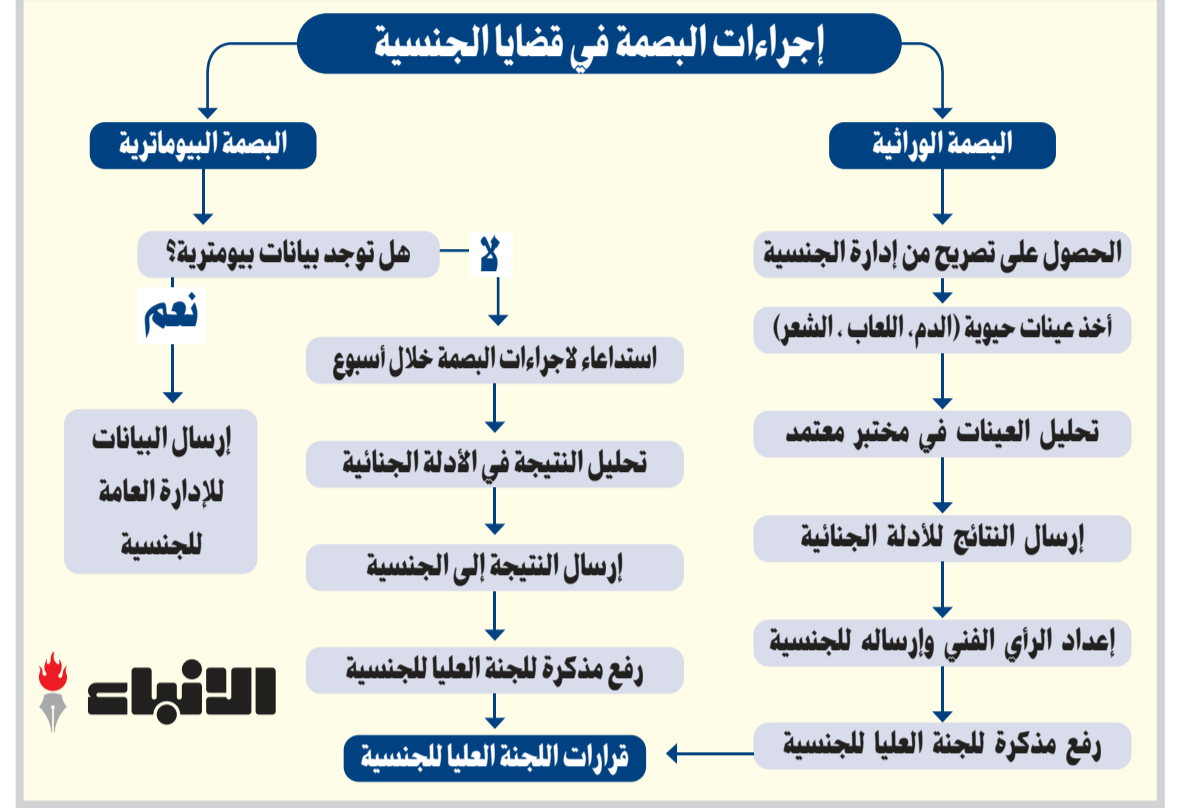 إجراءات البصمة في قضايا الجنسية
البصمة الوراثية
الحصول على تصريح من إدارة الجنسية
أخذ عينات حيوية (الدم، اللعاب ، الشعر)
تحليل العينات في مختبر معتمد
إرسال النتائج للأدلة الجنائية
إعداد الرأي الفني وإرساله للجنسية
رفع مذكرة للجنة العليا للجنسية
البصمة البيوماترية
هل توجد بيانات بيومترية؟
لا
استداعاء لاجراءات البصمة خلال أسبوع
تحليل النتيجة في الأدلة الجنائية
إرسال النتيجة إلى الجنسية
رفع مذكرة للجنة العليا للجنسية
قرارات اللجنة العليا للجنسية
نعم
إرسال البيانات
للإدارة العامة
للجنسية
الأنباء